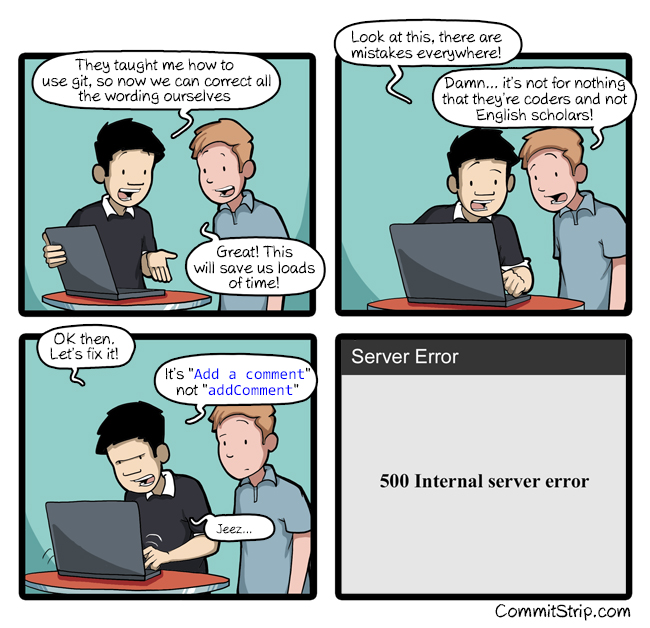 They taught me how to
use git, so now we can correct all
the wording ourselves
Great! This
will save us loads
of time!
Look at this, there are
mistakes everywhere!
Damn... it's not for nothing
that they're coders and not
English scholars!
OK then.
Let's fix it!
It's "Add a comment"
not "addComment"
Jeez...
Server Error
500 Internal server error
CommitStrip.com